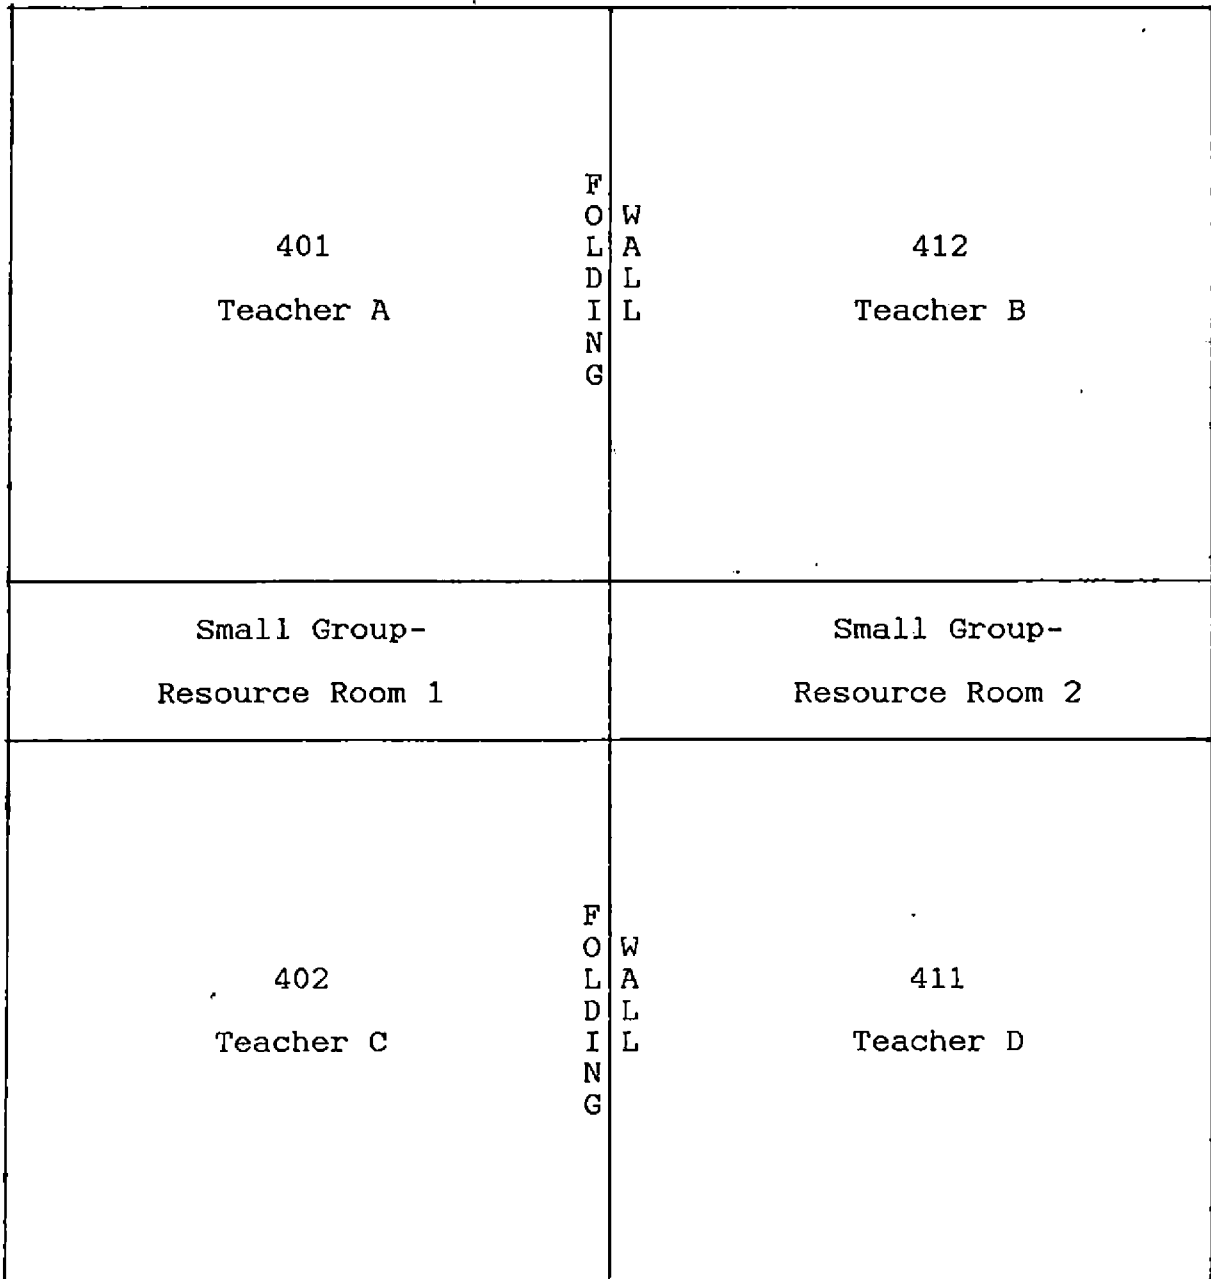 401
Teacher A
FOLDING
WALL
412
Teacher B
Small Group-
Resource Room 1
Small Group-
Resource Room 2
402
Teacher C
FOLDING
WALL
411
Teacher D